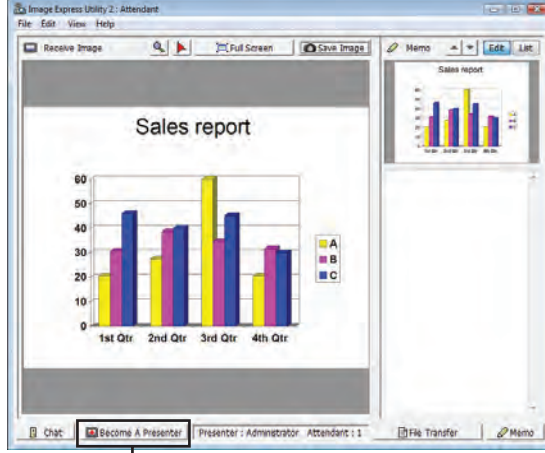 Image Express Utility 2 : Attendant
File Edit View Help
Receive Image Full Screen Save Image Memo Edit List
Sales report
Sales report
60
50
40
30
20
10
0
A
B
C
1st Qtr 2nd Qtr 3rd Qtr 4th Qtr
Chat Become A Presenter Presenter : Administrator Attendant : 1 File Transfer Memo